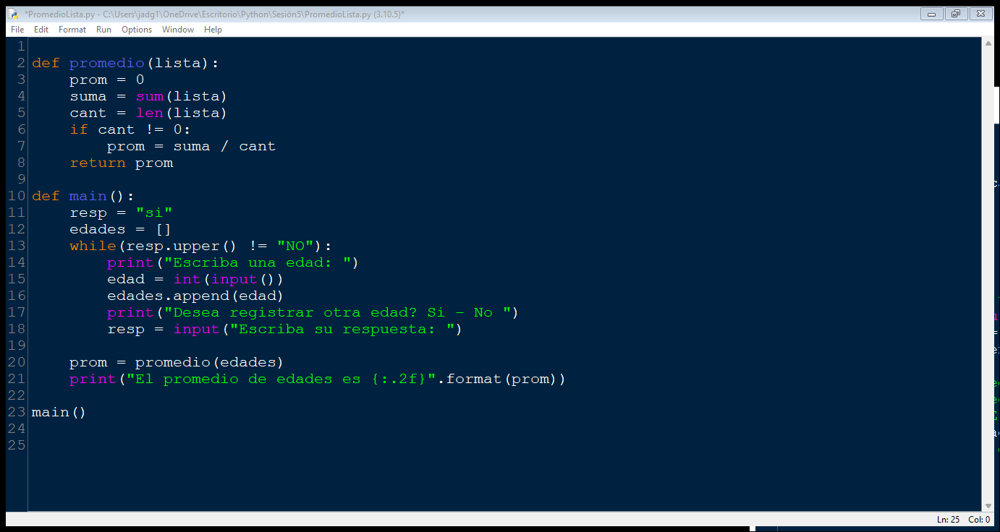 *PromedioLista.py - C:\Users\jadg1\OneDrive\Escritorio\Python\Sesión5\PromedioLista.py (3.10.5)*
File Edit Format Run Options Window Help
1
2 def promedio(lista):
3     prom = 0
4     suma = sum(lista)
5     cant = len(lista)
6     if cant != 0:
7         prom = suma / cant
8     return prom
9
10 def main():
11     resp = "si"
12     edades = []
13     while(resp.upper() != "NO"):
14         print("Escriba una edad: ")
15         edad = int(input())
16         edades.append(edad)
17         print("Desea registrar otra edad? Si - No ")
18         resp = input("Escriba su respuesta: ")
19
20     prom = promedio(edades)
21     print("El promedio de edades es {:.2f}".format(prom))
22
23 main()
24
25
Ln: 25 Col: 0